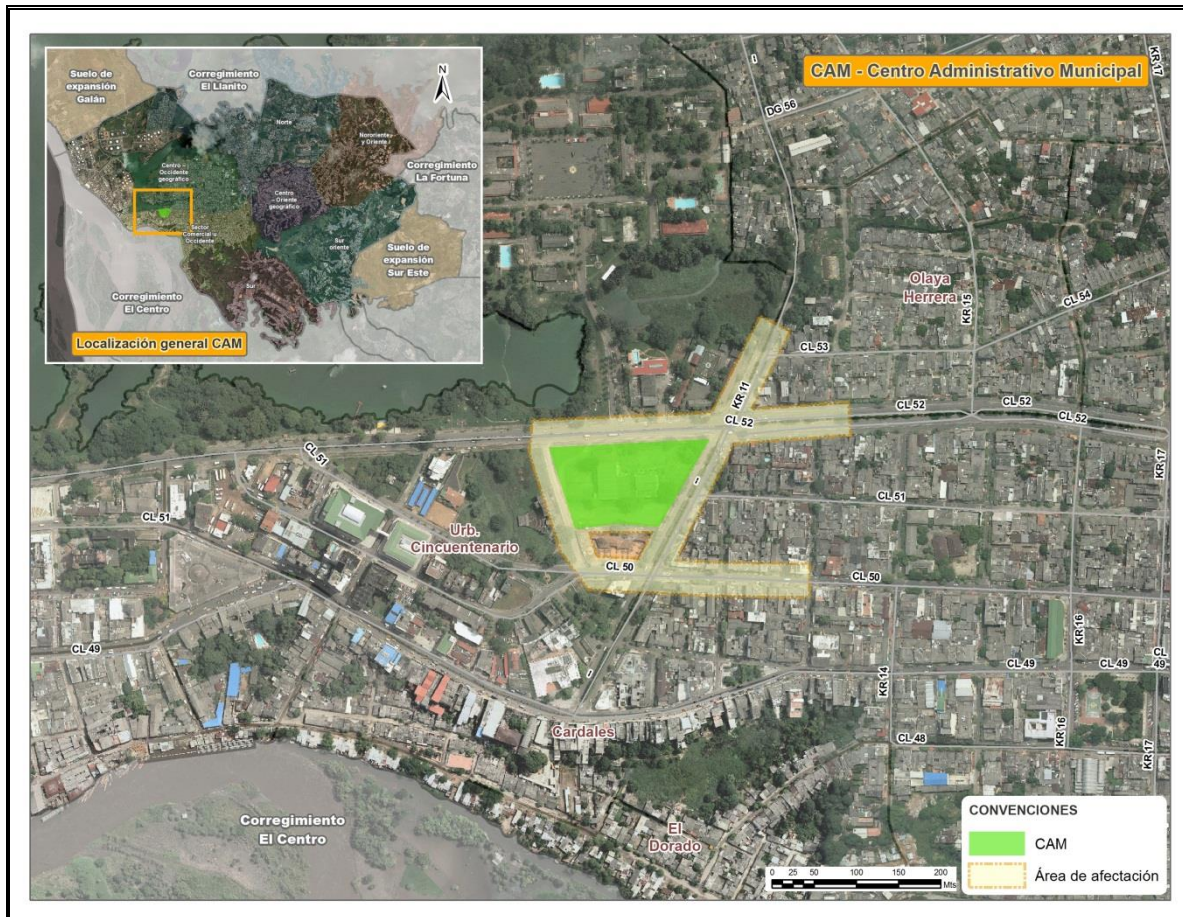 CAM - Centro Administrativo Municipal
Suelo de
expansión
Galán
Corregimiento
El Llanito
N
Norte
Nororiente
y Oriente
Corregimiento
La Fortuna
Centro
Occidente
geográfico
Centro
- Oriente
geográfico
Sector
Comercial u
Occidente
Sur
oriente
Suelo de
expansión
Sur Este
Sur
Corregimiento
El Centro
Localización general CAM
KR 17
DG 56
Olaya
Herrera
KR 15
CL 54
CL 53
KR 11
CL 52
CL 52
CL 52
CL 52
KR 17
CL 51
CL 51
CL 51
Urb.
Cincuentenario
CL 50
CL 50
KR 16
CL 49
CL 49
CL 49
CL
49
KR 14
Cardales
CL 48
KR 16
KR 17
Corregimiento
El Centro
El
Dorado
CONVENCIONES
CAM
Área de afectación
0 25 50 100 150 200
Mts